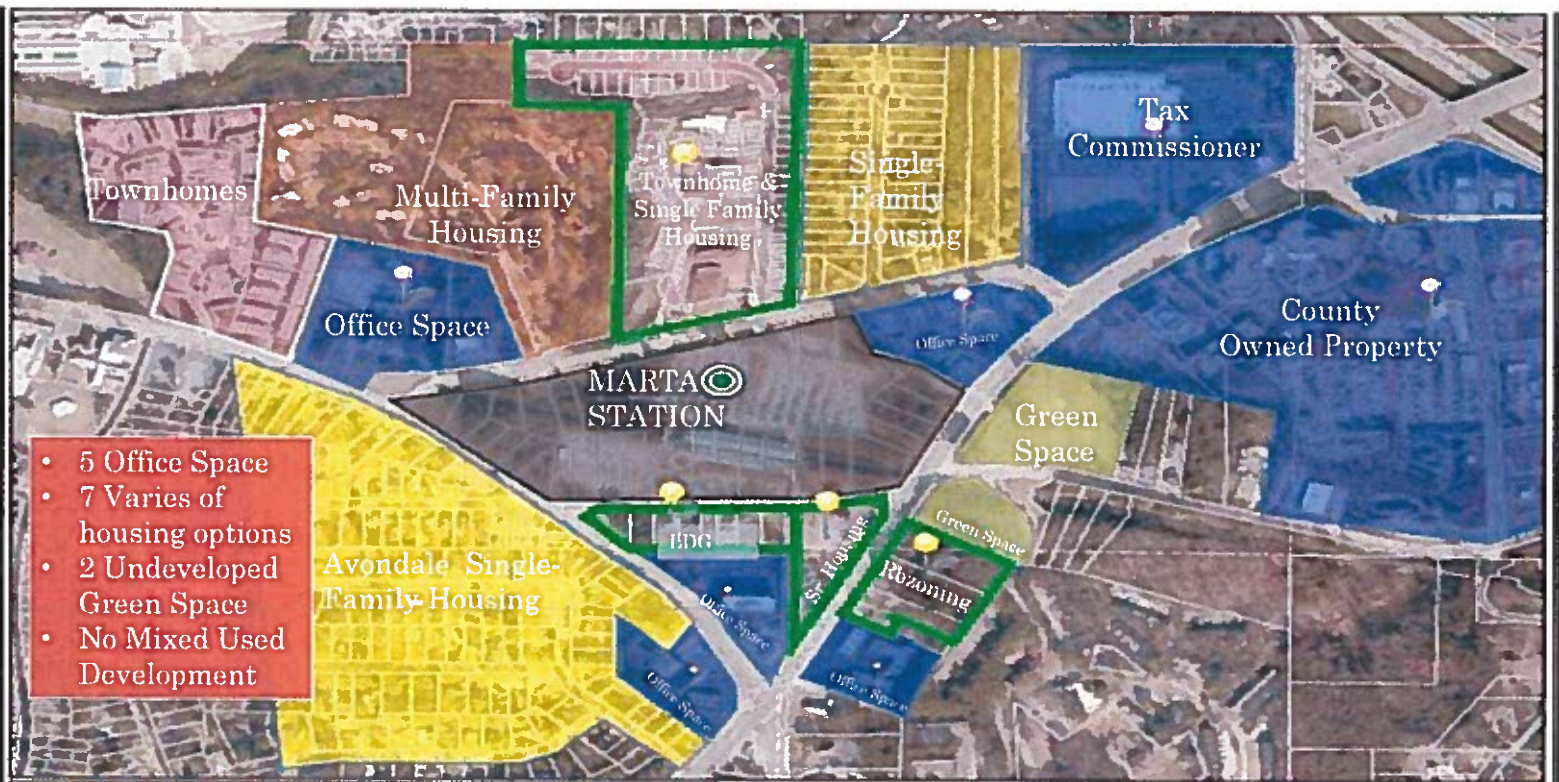 Tax
Commissioner
Townhomes
Multi-Family
Housing
Townhome &
Single Family
Housing
Single-
Family
Housing
Office Space
Office Space
County
Owned Property
MARTA
STATION
Green
Space
• 5 Office Space
• 7 Varies of
housing options
• 2 Undeveloped
Green Space
• No Mixed Used
Development
Avondale Single-
Family Housing
Sr. Housing
Green Space
Rezoning
Office Space
Office Space
Office Space